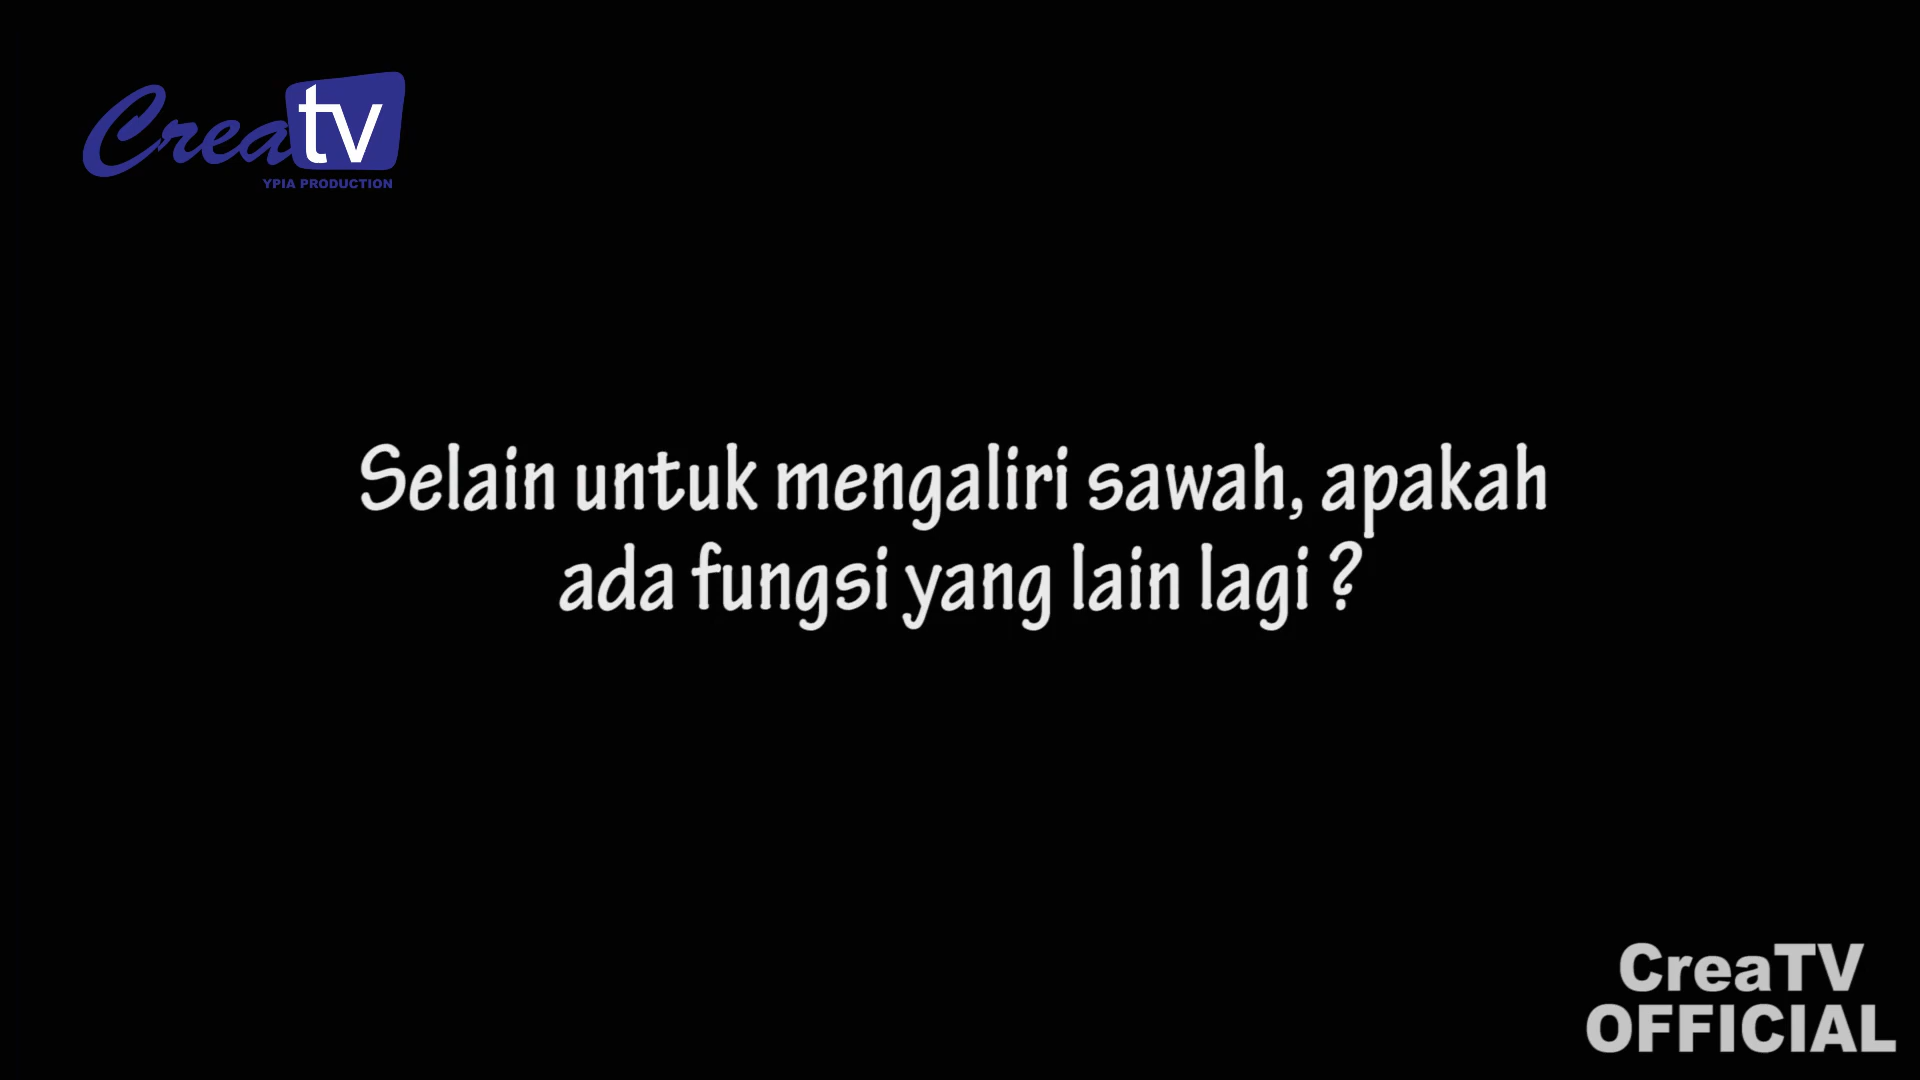 Creatv
YPIA PRODUCTION
Selain untuk mengaliri sawah, apakah
ada fungsi yang lain lagi ?
CreaTV
OFFICIAL